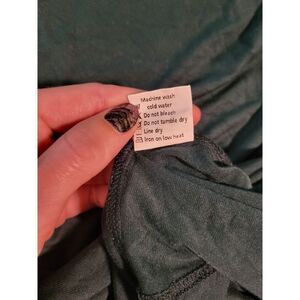 Machine wash
cold water
Do not bleach
Do not tumble dry
Line dry
Iron on low heat